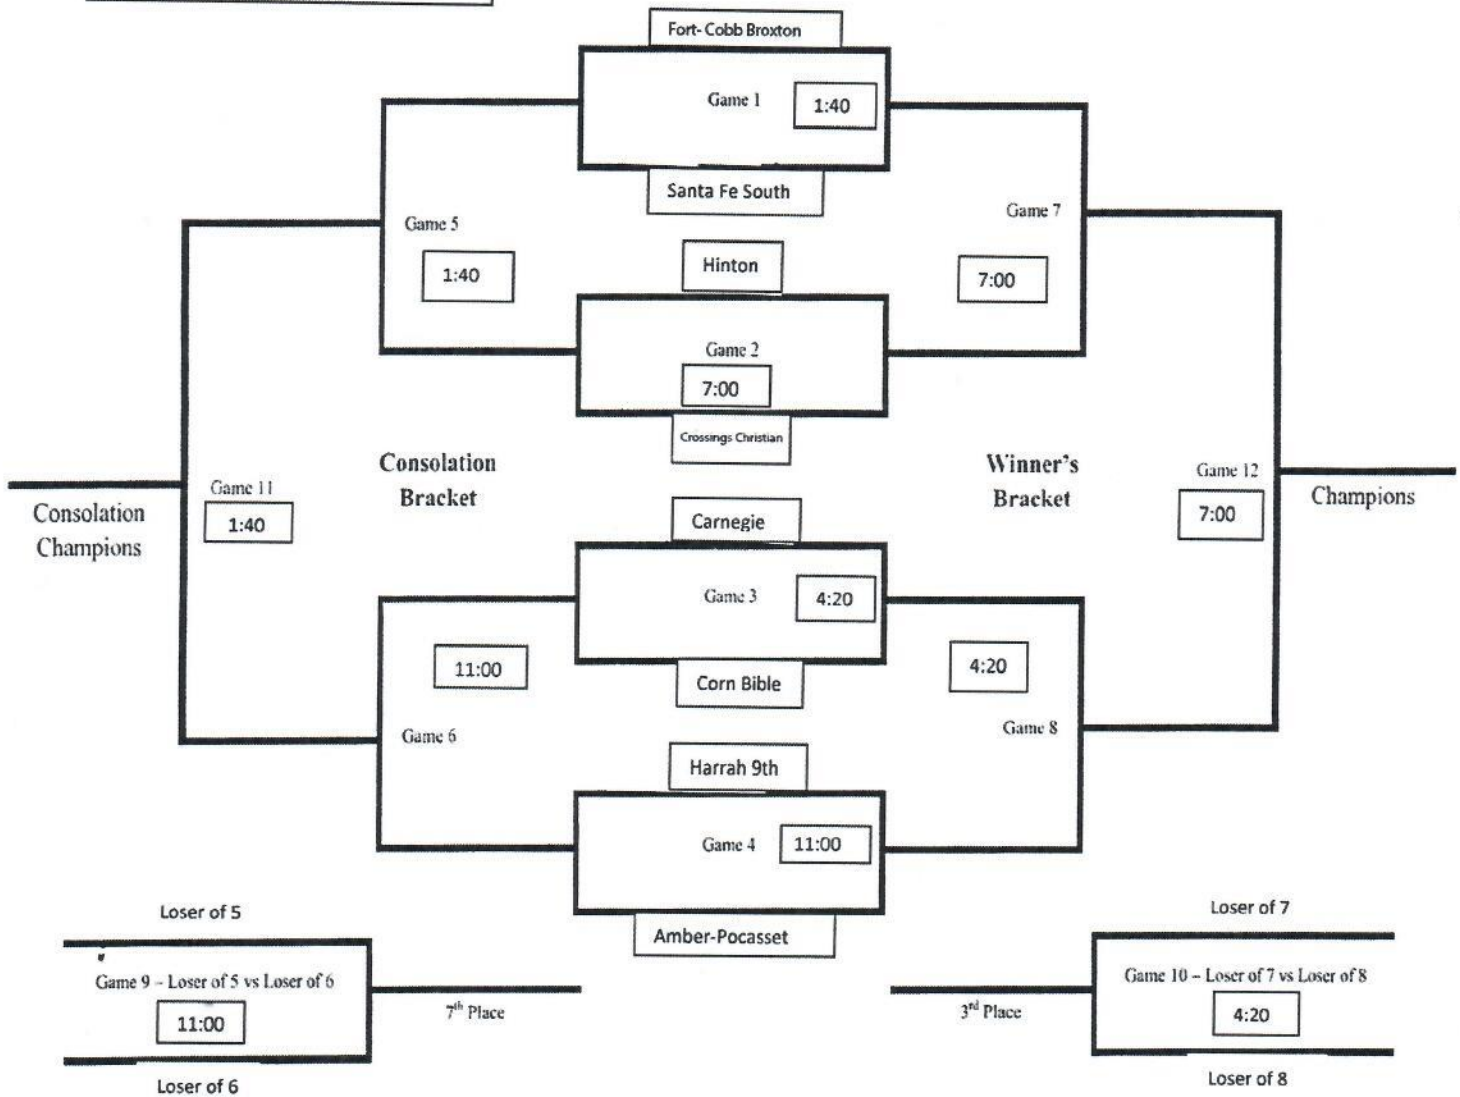 Fort- Cobb Broxton
Game 1
1:40
Santa Fe South
Game 5
1:40
Hinton
Game 7
7:00
Game 2
7:00
Crossings Christian
Consolation
Bracket
Winner's
Bracket
Game 11
1:40
Consolation
Champions
Game 12
7:00
Champions
Carnegie
Game 3
4:20
Corn Bible
11:00
Game 6
4:20
Game 8
Harrah 9th
Game 4
11:00
Amber-Pocasset
Loser of 5
Game 9 – Loser of 5 vs Loser of 6
11:00
Loser of 6
7th Place
3rd Place
Loser of 7
Game 10 – Loser of 7 vs Loser of 8
4:20
Loser of 8